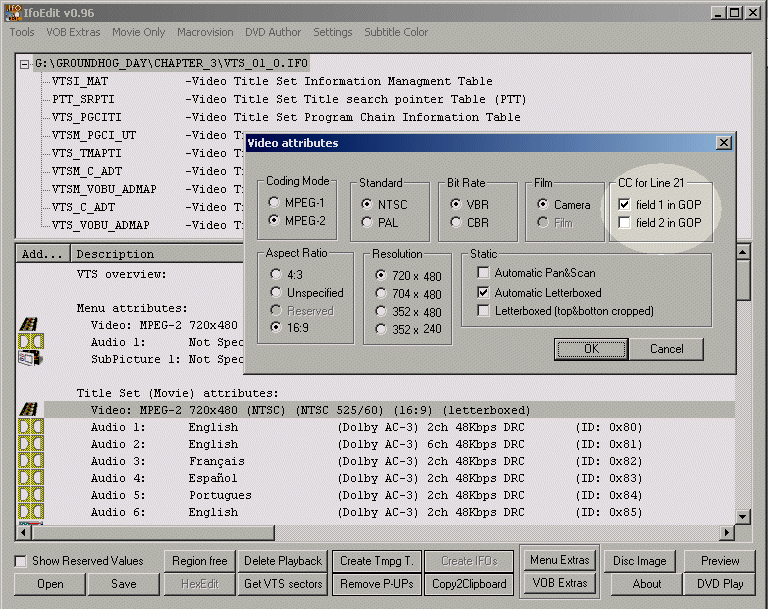 IfoEdit v0.96
Tools VOB Extras Movie Only Macrovision DVD Author Settings Subtitle Color
G:\GROUNDHOG_DAY\CHAPTER_3\VTS_01_0.IFO
VTSI_MAT -Video Title Set Information Managment Table
PTT_SRPTI -Video Title Set Title search pointer Table (PTT)
VTS_PGCITI -Video Title Set Program Chain Information Table
VTSM_PGCI_UT -Video Ti
VTS_TMAPTI -Video Ti
VTSM_C_ADT -Video Ti
VTSM_VOBU_ADMAP -Video Ti
VTS_C_ADT -Video Ti
VTS_VOBU_ADMAP -Video Ti
Video attributes
Coding Mode
MPEG-1
MPEG-2
Standard
NTSC
PAL
Bit Rate
VBR
CBR
Film
Camera
Film
CC for Line 21
field 1 in GOP
field 2 in GOP
Aspect Ratio
4:3
Unspecified
Reserved
16:9
Resolution
720 x 480
704 x 480
352 x 480
352 x 240
Static
Automatic Pan&Scan
Automatic Letterboxed
Letterboxed (top&botton cropped)
OK Cancel
Add... Description
VTS overview:
Menu attributes:
Video: MPEG-2 720x480
Audio 1: Not Spec
SubPicture 1: Not Spec
Title Set (Movie) attributes:
Video: MPEG-2 720x480 (NTSC) (NTSC 525/60) (16:9) (letterboxed)
Audio 1: English (Dolby AC-3) 2ch 48Kbps DRC (ID: 0x80)
Audio 2: English (Dolby AC-3) 6ch 48Kbps DRC (ID: 0x81)
Audio 3: Français (Dolby AC-3) 2ch 48Kbps DRC (ID: 0x82)
Audio 4: Español (Dolby AC-3) 2ch 48Kbps DRC (ID: 0x83)
Audio 5: Portugues (Dolby AC-3) 2ch 48Kbps DRC (ID: 0x84)
Audio 6: English (Dolby AC-3) 2ch 48Kbps DRC (ID: 0x85)
Show Reserved Values Region free Delete Playback Create Tmpg T. Create IFOs Menu Extras Disc Image Preview
Open Save HexEdit Get VTS sectors Remove P-UPs Copy2Clipboard VOB Extras About DVD Play